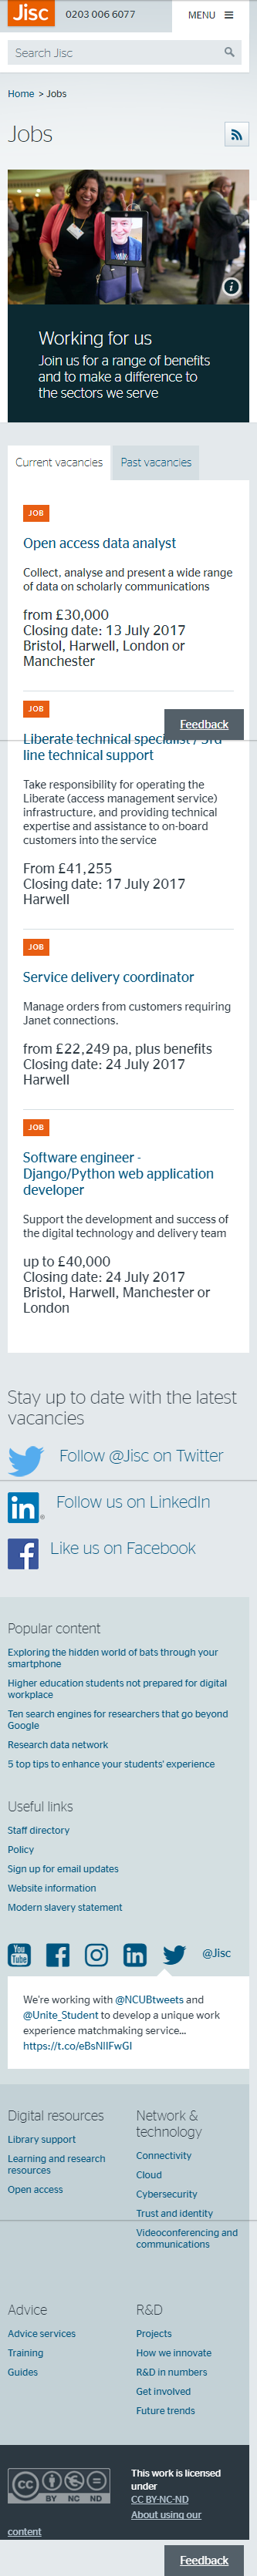 Jisc
0203 006 6077
MENU
Search Jisc
Home > Jobs
Jobs
Working for us
Join us for a range of benefits
and to make a difference to
the sectors we serve
Current vacancies
Past vacancies
JOB
Open access data analyst
Collect, analyse and present a wide range
of data on scholarly communications
from £30,000
Closing date: 13 July 2017
Bristol, Harwell, London or
Manchester
JOB
Feedback
Liberate technical specialist / 3rd
line technical support
Take responsibility for operating the
Liberate (access management service)
infrastructure, and providing technical
expertise and assistance to on-board
customers into the service
From £41,255
Closing date: 17 July 2017
Harwell
JOB
Service delivery coordinator
Manage orders from customers requiring
Janet connections.
from £22,249 pa, plus benefits
Closing date: 24 July 2017
Harwell
JOB
Software engineer -
Django/Python web application
developer
Support the development and success of
the digital technology and delivery team
up to £40,000
Closing date: 24 July 2017
Bristol, Harwell, Manchester or
London
Stay up to date with the latest
vacancies
Follow @Jisc on Twitter
in Follow us on LinkedIn
f Like us on Facebook
Popular content
Exploring the hidden world of bats through your
smartphone
Higher education students not prepared for digital
workplace
Ten search engines for researchers that go beyond
Google
Research data network
5 top tips to enhance your students' experience
Useful links
Staff directory
Policy
Sign up for email updates
Website information
Modern slavery statement
You Tube f in @Jisc
We're working with @NCUBtweets and
@Unite_Student to develop a unique work
experience matchmaking service...
https://t.co/eBsNIIFwGI
Digital resources
Library support
Learning and research
resources
Open access
Network &
technology
Connectivity
Cloud
Cybersecurity
Trust and identity
Videoconferencing and
communications
Advice
Advice services
Training
Guides
R&D
Projects
How we innovate
R&D in numbers
Get involved
Future trends
cc BY NC ND
This work is licensed
under
CC BY-NC-ND
About using our
content
Feedback